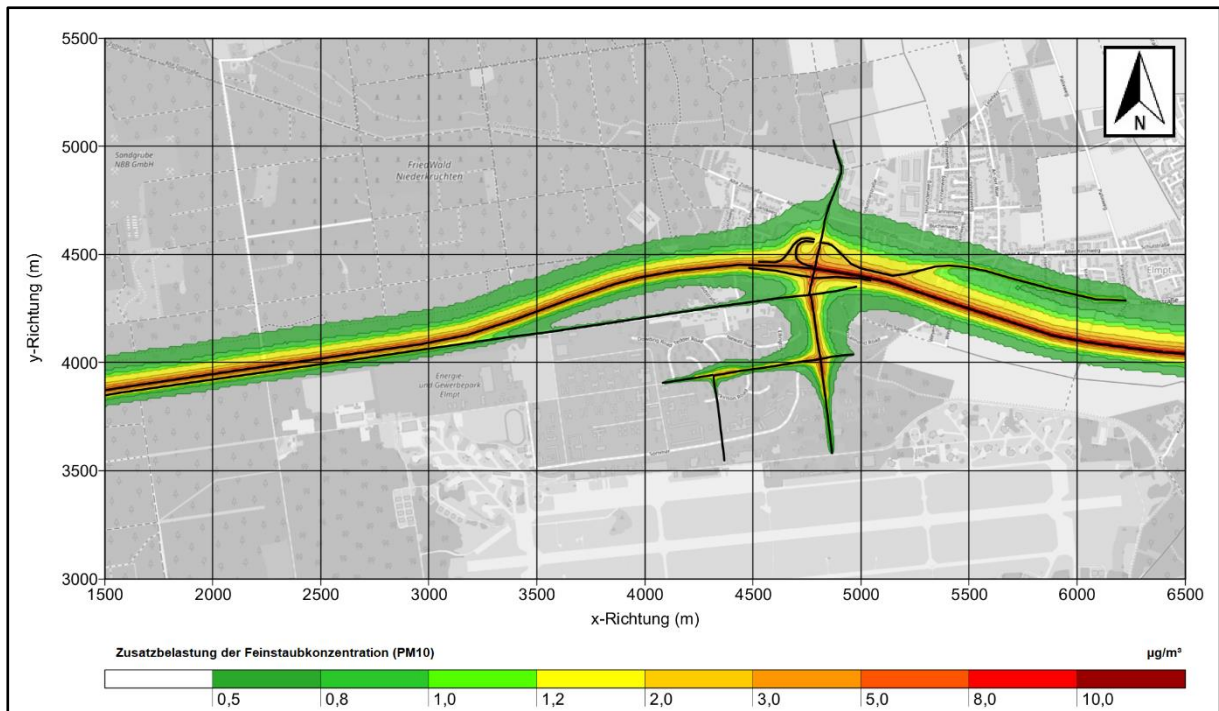 5500
5000
4500
4000
3500
3000
y-Richtung (m)
Sandgrube
NBB GmbH
FriedWald
Niederkrüchten
N
Elmpt
Energie-
und Gewerbepark
Elmpt
1500 2000 2500 3000 3500 4000 4500 5000 5500 6000 6500
x-Richtung (m)
Zusatzbelastung der Feinstaubkonzentration (PM10) µg/m³
0,5 0,8 1,0 1,2 2,0 3,0 5,0 8,0 10,0